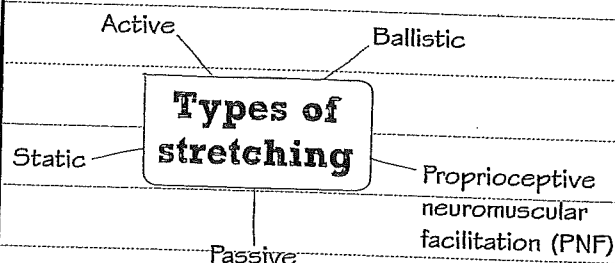 Active
Ballistic
Types of
stretching
Static
Proprioceptive
neuromuscular
facilitation (PNF)
Passive